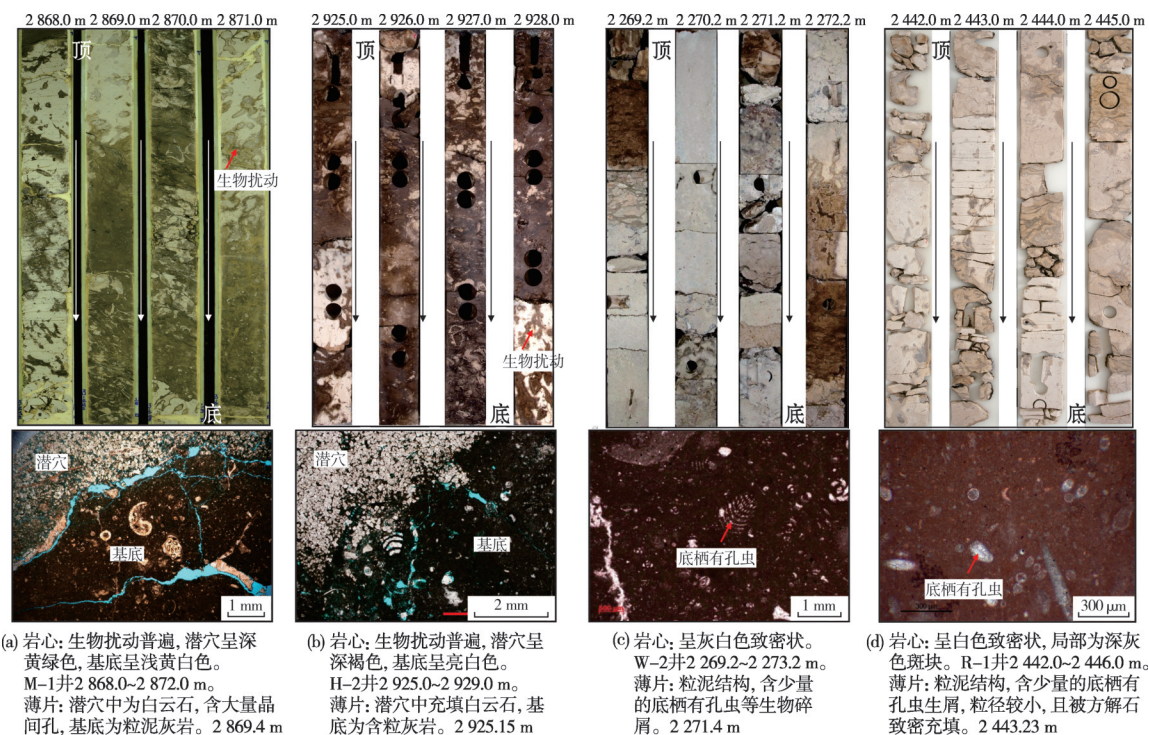 2 868.0 m 2 869.0 m 2 870.0 m 2 871.0 m
顶
生物扰动
底
潜穴
基底
1 mm
2 925.0 m 2 926.0 m 2 927.0 m 2 928.0 m
顶
生物扰动
底
潜穴
基底
2 mm
2 269.2 m 2 270.2 m 2 271.2 m 2 272.2 m
顶
底
底栖有孔虫
1 mm
2 442.0 m 2 443.0 m 2 444.0 m 2 445.0 m
顶
底
底栖有孔虫
300 μm
(a) 岩心: 生物扰动普遍, 潜穴呈深
黄绿色, 基底呈浅黄白色。
M-1井2 868.0~2 872.0 m。
薄片: 潜穴中为白云石, 含大量晶
间孔, 基底为粒泥灰岩。2 869.4 m
(b) 岩心: 生物扰动普遍, 潜穴呈
深褐色, 基底呈亮白色。
H-2井2 925.0~2 929.0 m。
薄片: 潜穴中充填白云石, 基
底为含粒灰岩。2 925.15 m
(c) 岩心: 呈灰白色致密状。
W-2井2 269.2~2 273.2 m。
薄片: 粒泥结构, 含少量
的底栖有孔虫等生物碎
屑。2 271.4 m
(d) 岩心: 呈白色致密状, 局部为深灰
色斑块。R-1井2 442.0~2 446.0 m。
薄片: 粒泥结构, 含少量的底栖有
孔虫生屑, 粒径较小, 且被方解石
致密充填。2 443.23 m